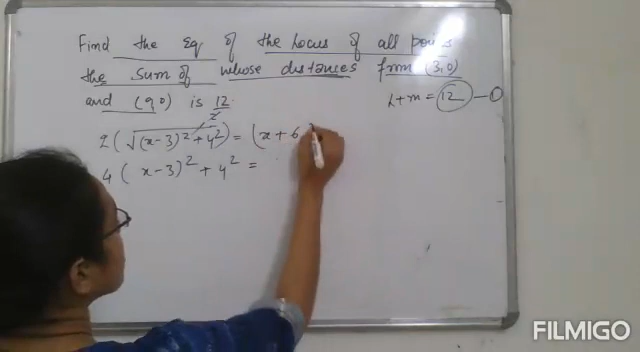 Find the Eq of the Locus of all points
the sum of whose distances from (3,0)
and (9,0) is 12.
L+m = 12 —①
2(√(x-3)²+y²) = (x+6
4( x-3)² + y² =
FILMIGO